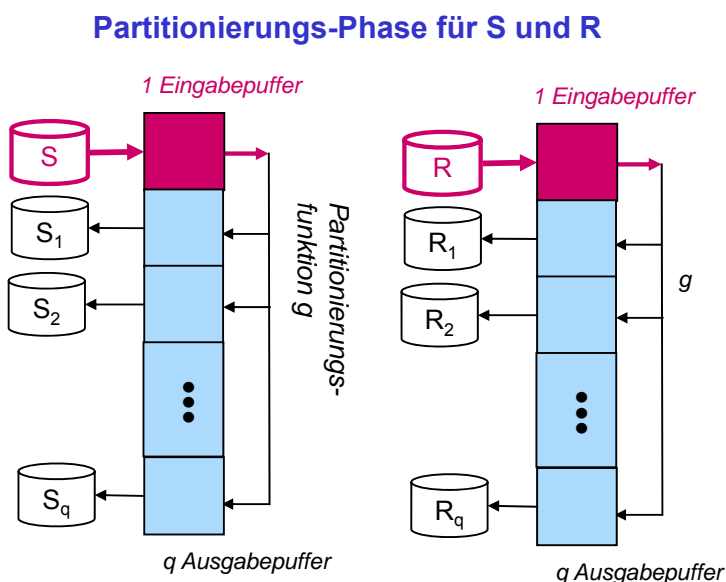 Partitionierungs-Phase für S und R
1 Eingabepuffer
S
S1
S2
Sq
Partitionierungs-
funktion g
q Ausgabepuffer
1 Eingabepuffer
R
R1
R2
Rq
g
q Ausgabepuffer